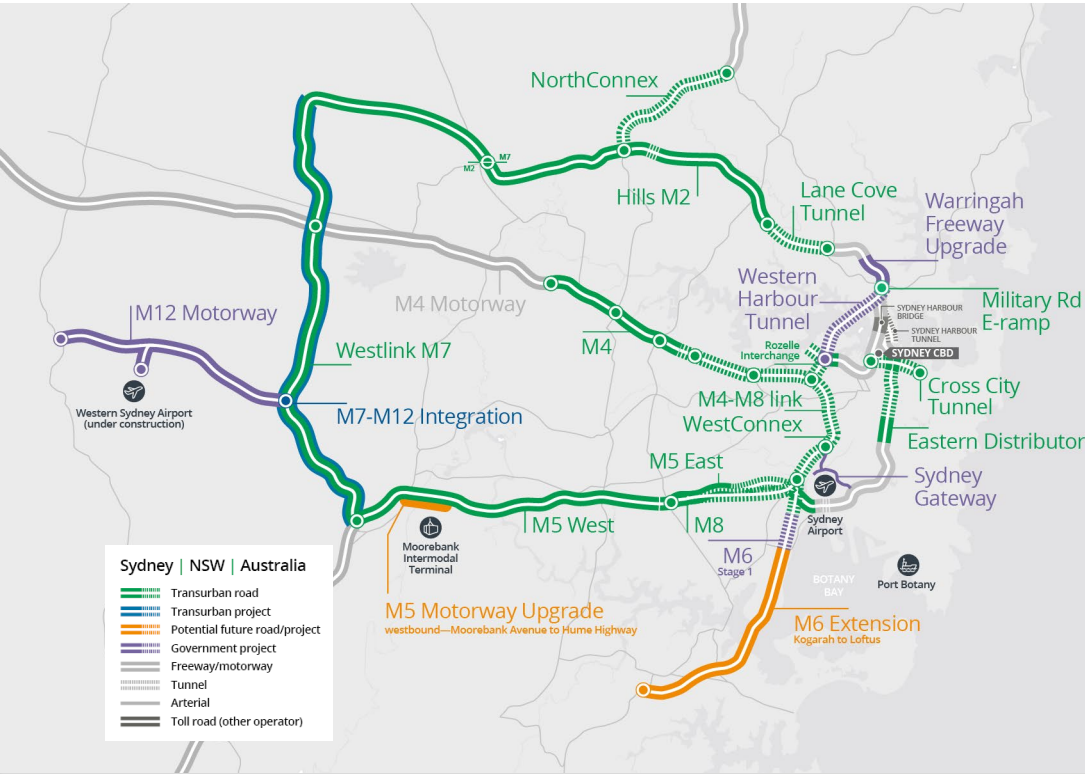 NorthConnex
M7
M2
Hills M2
Lane Cove
Tunnel
Warringah
Freeway
Upgrade
Western
Harbour
Tunnel
M12 Motorway
M4 Motorway
Military Rd
E-ramp
SYDNEY HARBOUR
BRIDGE
SYDNEY HARBOUR
TUNNEL
SYDNEY CBD
Westlink M7
M4
Rozelle
Interchange
Cross City
Tunnel
Western Sydney Airport
(under construction)
M7-M12 Integration
M4-M8 link
WestConnex
Eastern Distributor
M5 East
Sydney
Gateway
M5 West
M8
Sydney
Airport
Moorebank
Intermodal
Terminal
M6
Stage 1
BOTANY
BAY
Port Botany
M5 Motorway Upgrade
westbound—Moorebank Avenue to Hume Highway
M6 Extension
Kogarah to Loftus
Sydney | NSW | Australia
Transurban road
Transurban project
Potential future road/project
Government project
Freeway/motorway
Tunnel
Arterial
Toll road (other operator)